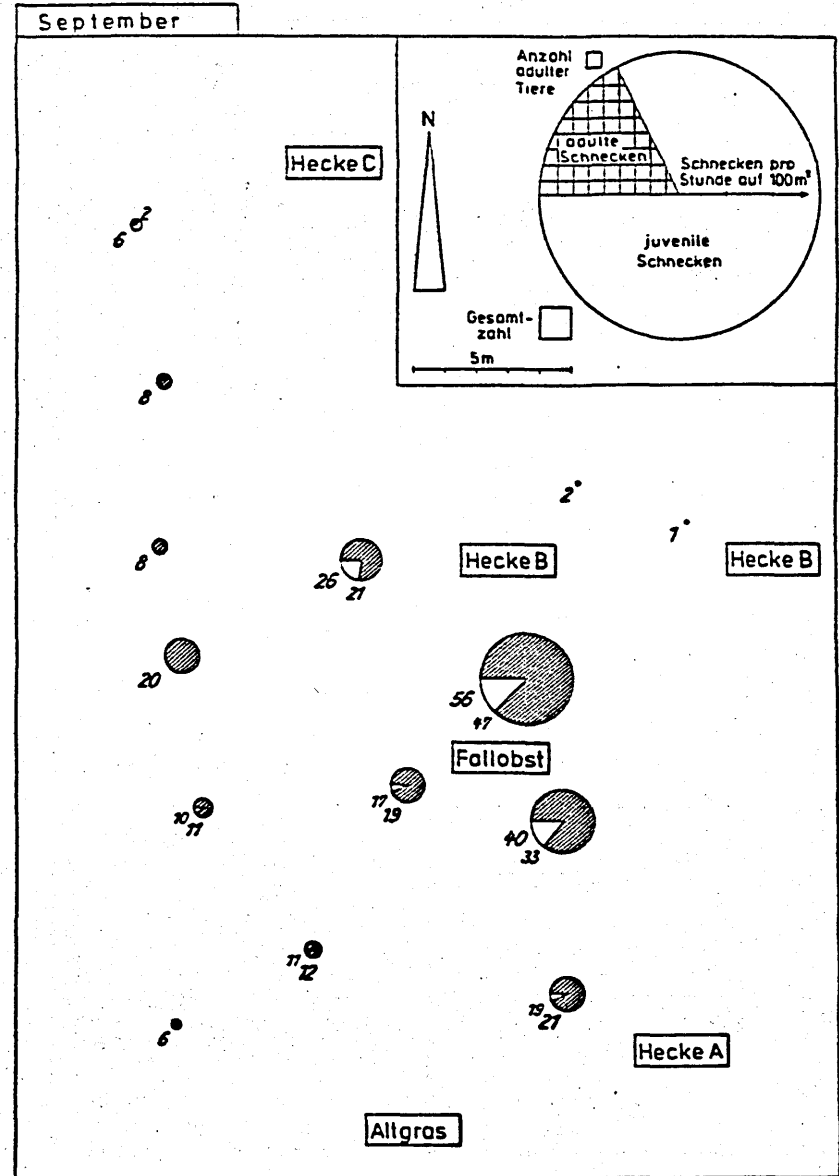 September
Anzahl
adulter
Tiere
N
adulte
Schnecken
Schnecken pro
Stunde auf 100m²
juvenile
Schnecken
Gesamt-
zahl
5m
Hecke C
2
6
8
2
1
8
26
21
Hecke B
Hecke B
20
56
47
Fallobst
17
19
10
11
40
33
11
12
19
21
6
Hecke A
Altgras